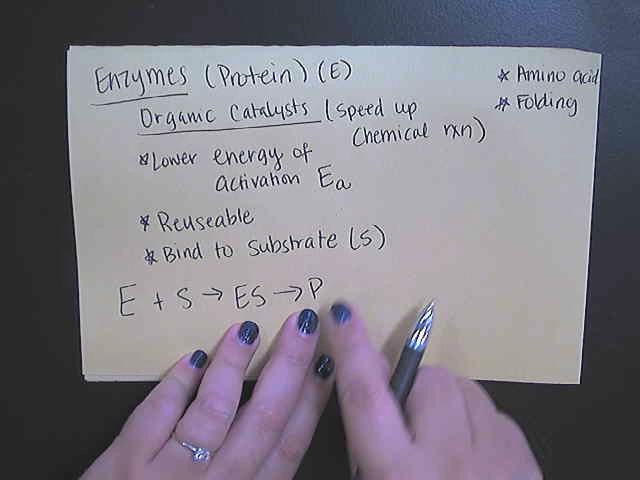 Enzymes (Protein) (E)
Organic Catalysts (speed up
chemical rxn)
*Lower energy of
activation Ea
*Reuseable
*Bind to substrate (S)
E + S → ES → P
* Amino acid
* Folding